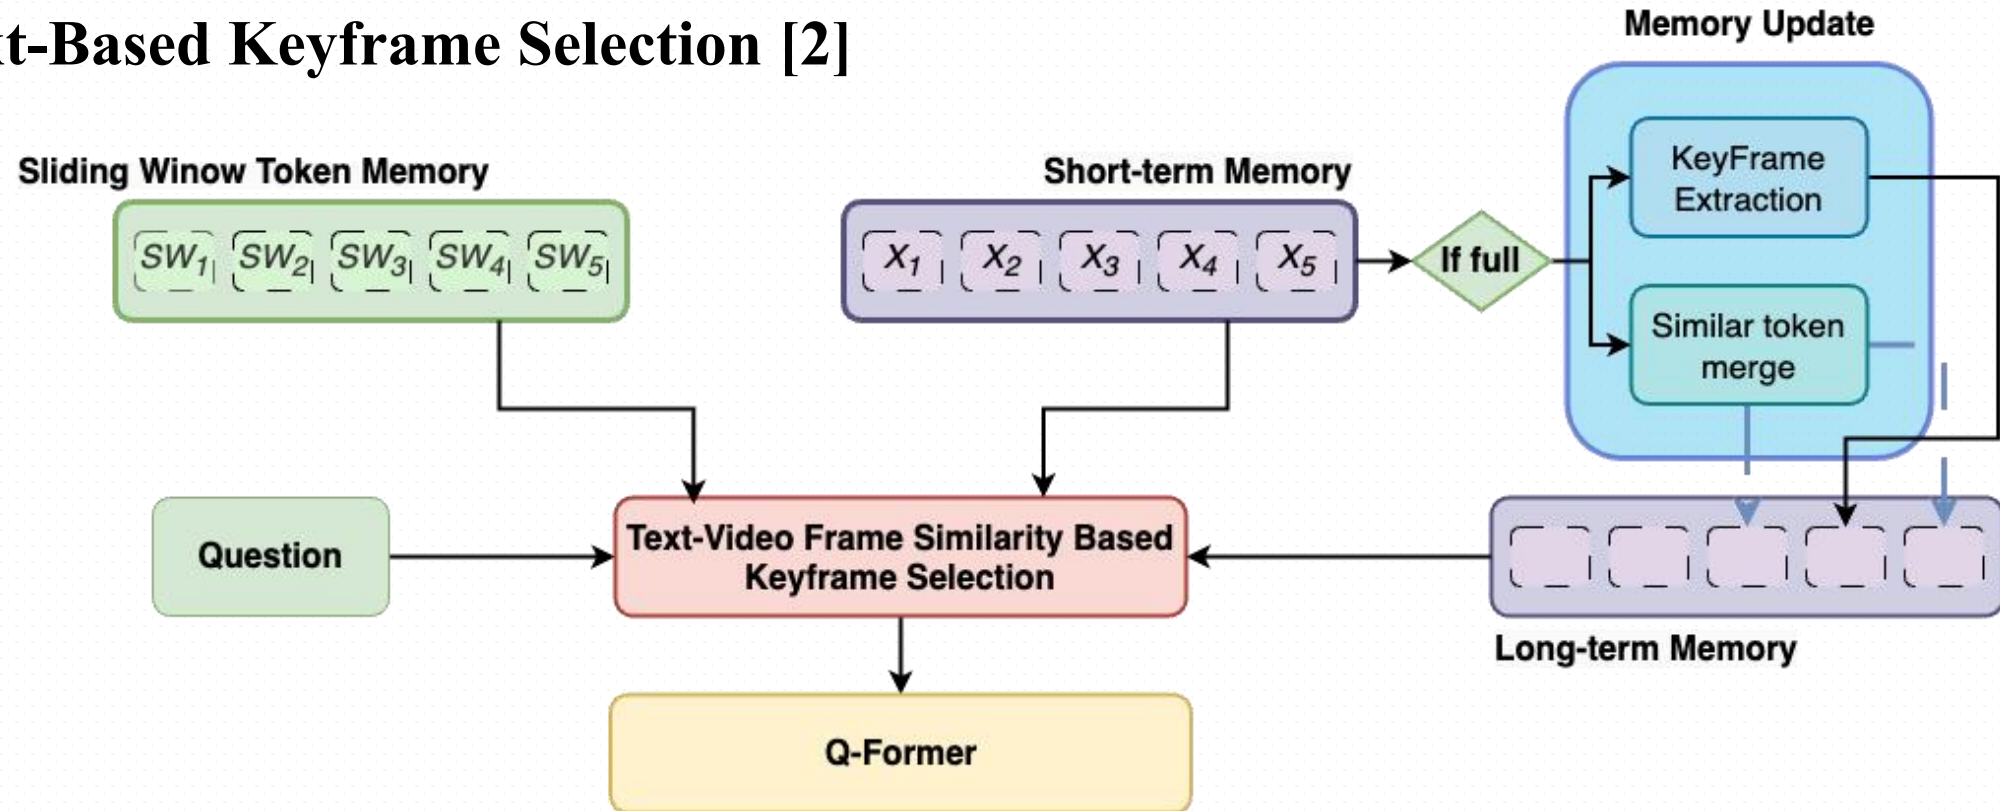 xt-Based Keyframe Selection [2]
Memory Update
Sliding Winow Token Memory
Short-term Memory
SW1 SW2 SW3 SW4 SW5
X1 X2 X3 X4 X5
If full
KeyFrame
Extraction
Similar token
merge
Question
Text-Video Frame Similarity Based
Keyframe Selection
Long-term Memory
Q-Former